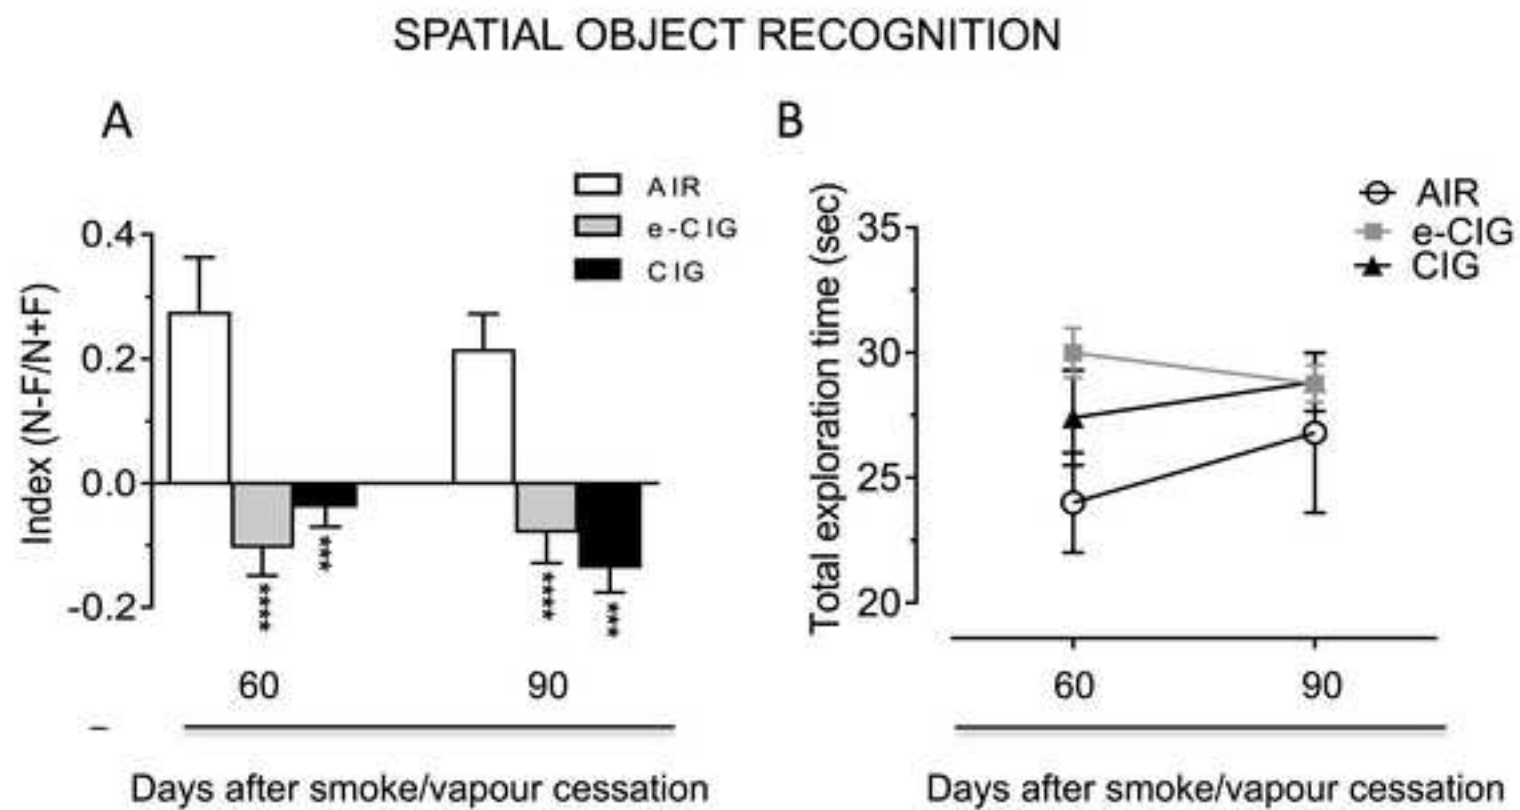 SPATIAL OBJECT RECOGNITION
A
AIR
e-CIG
CIG
Index (N-F/N+F)
0.4
0.2
0.0
-0.2
****
***
****
***
60
90
Days after smoke/vapour cessation
B
AIR
e-CIG
CIG
Total exploration time (sec)
35
30
25
20
60
90
Days after smoke/vapour cessation